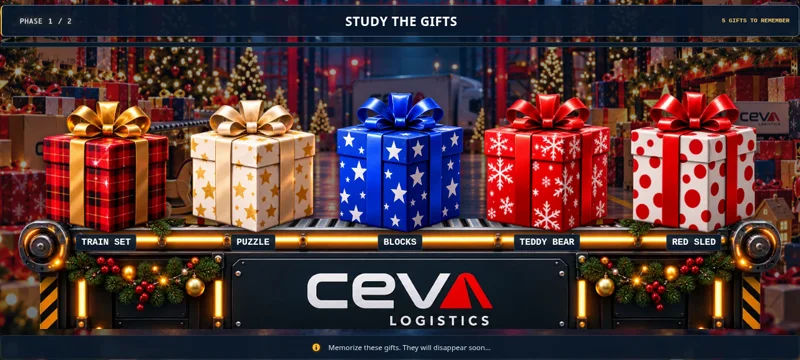 PHASE 1 / 2
STUDY THE GIFTS
5 GIFTS TO REMEMBER
CEVA
TRAIN SET
PUZZLE
BLOCKS
TEDDY BEAR
RED SLED
CEVA
LOGISTICS
Memorize these gifts. They will disappear soon...